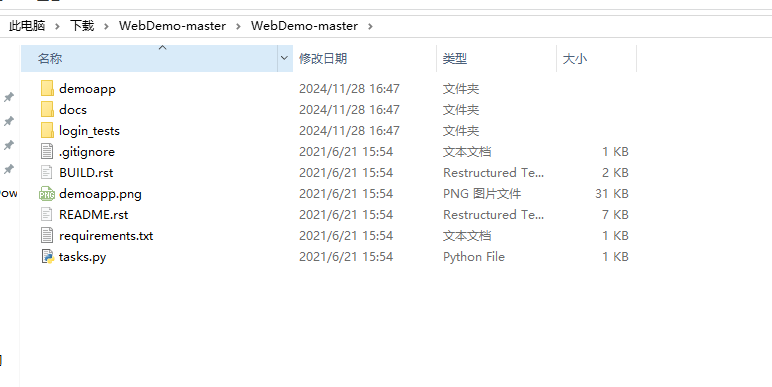 此电脑 > 下载 > WebDemo-master > WebDemo-master >
名称 修改日期 类型 大小
demoapp 2024/11/28 16:47 文件夹
docs 2024/11/28 16:47 文件夹
login_tests 2024/11/28 16:47 文件夹
.gitignore 2021/6/21 15:54 文本文档 1 KB
BUILD.rst 2021/6/21 15:54 Restructured Te... 2 KB
demoapp.png 2021/6/21 15:54 PNG 图片文件 31 KB
README.rst 2021/6/21 15:54 Restructured Te... 7 KB
requirements.txt 2021/6/21 15:54 文本文档 1 KB
tasks.py 2021/6/21 15:54 Python File 1 KB